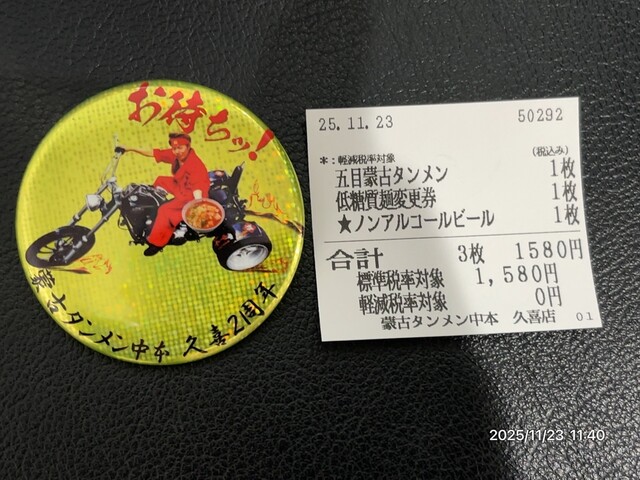 お待ちッ!
蒙古タンメン中本 久喜2周年
25.11.23 50292
*:軽減税率対象 (税込み)
五目蒙古タンメン 1枚
低糖質麺変更券 1枚
★ノンアルコールビール 1枚
合計 3枚 1580円
標準税率対象 1,580円
軽減税率対象 0円
蒙古タンメン中本 久喜店 01
2025/11/23 11:40